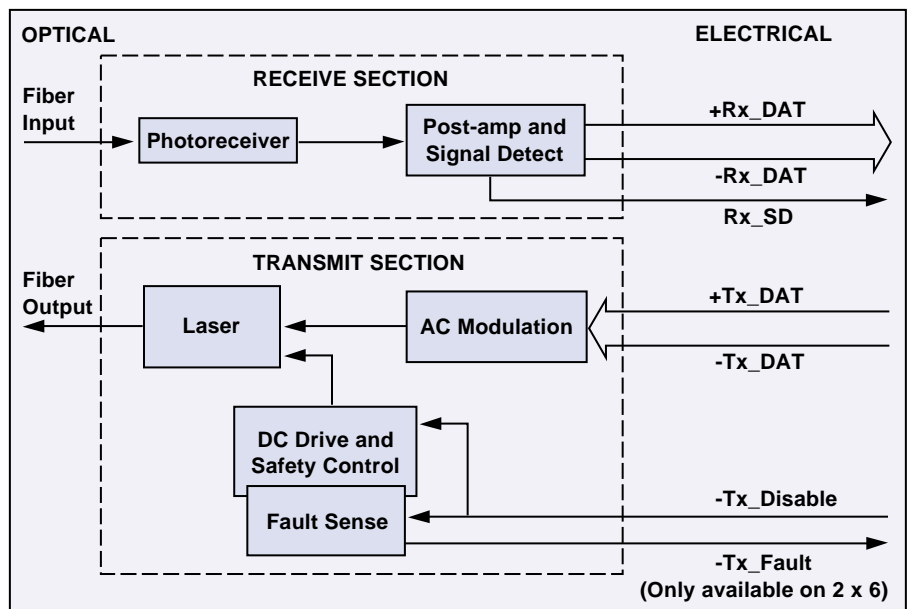 OPTICAL
ELECTRICAL
RECEIVE SECTION
Fiber
Input
Photoreceiver
Post-amp and
Signal Detect
+Rx_DAT
-Rx_DAT
Rx_SD
TRANSMIT SECTION
Fiber
Output
Laser
AC Modulation
+Tx_DAT
-Tx_DAT
DC Drive and
Safety Control
Fault Sense
-Tx_Disable
-Tx_Fault
(Only available on 2 x 6)